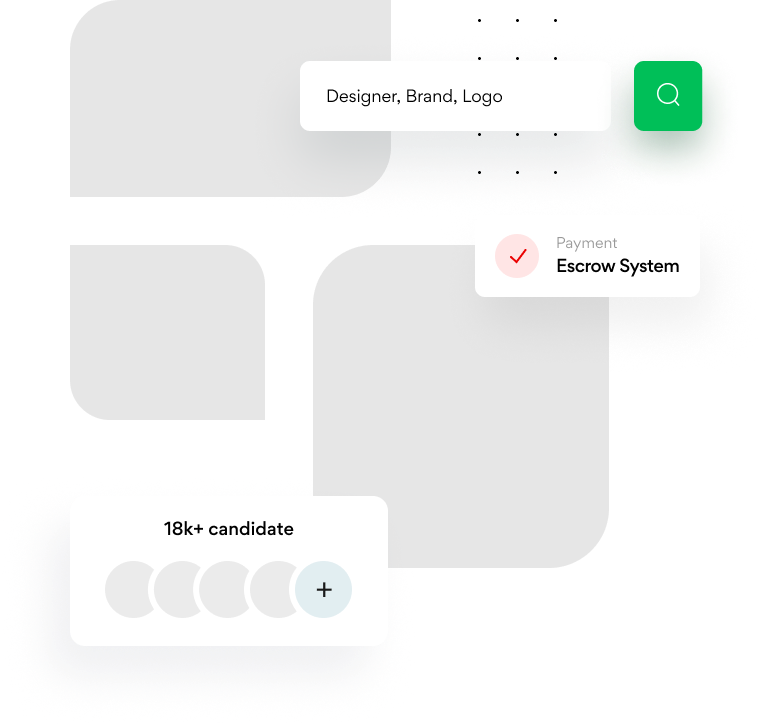 Designer, Brand, Logo
Payment
Escrow System
18k+ candidate
+